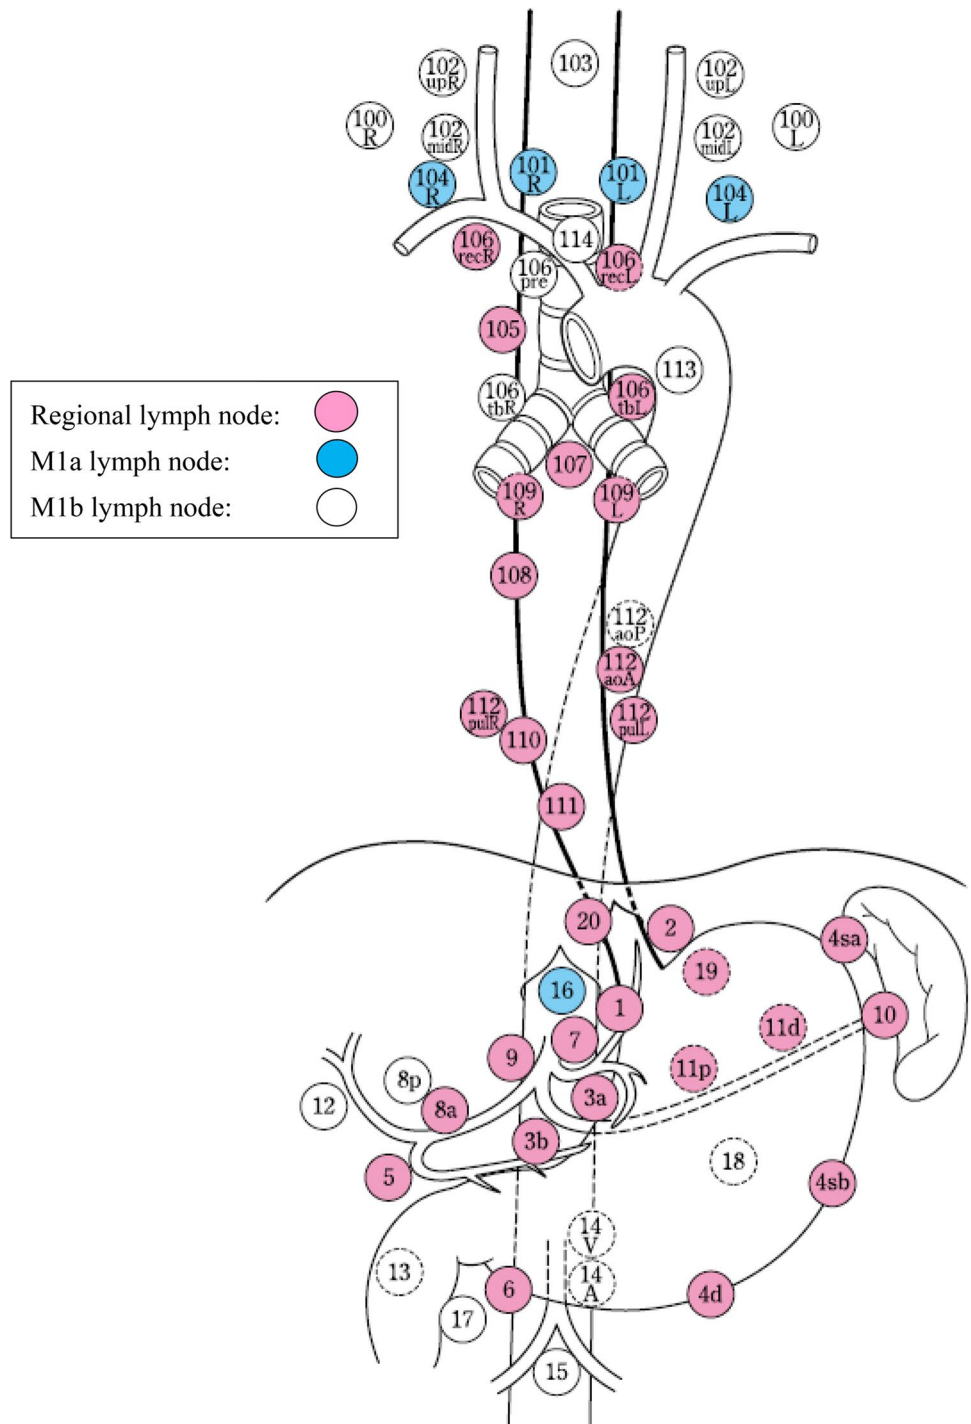 103
102
upR
102
upL
100
R
102
midR
102
midL
100
L
104
R
101
R
101
L
104
L
106
recR
114
106
recL
106
pre
105
113
106
tbR
106
tbL
Regional lymph node:
M1a lymph node:
M1b lymph node:
107
109
R
109
L
108
112
aoP
112
aoA
112
pulR
112
pulL
110
111
20
2
4sa
19
16
1
10
11d
7
9
11p
8p
3a
12
8a
3b
18
5
4sb
14
V
13
14
A
6
4d
17
15